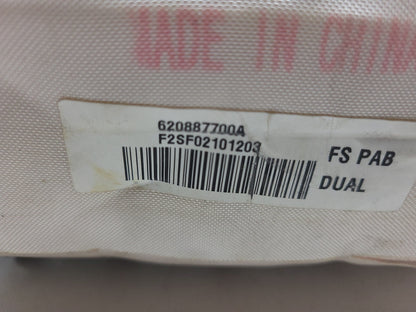 MADE IN CHINA
620887700A
F2SF02101203
FS PAB
DUAL